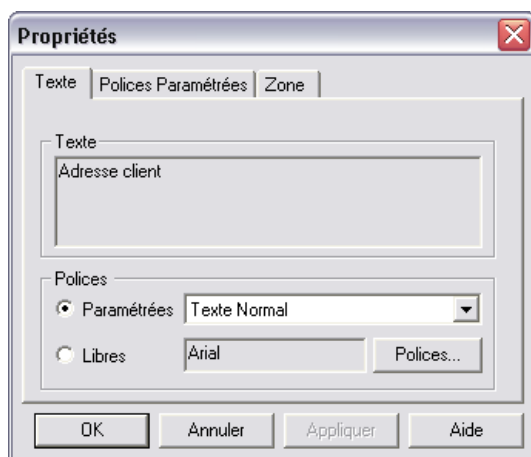 Propriétés
Texte Polices Paramétrées Zone
Texte
Adresse client
Polices
Paramétrées Texte Normal
Libres Arial Polices...
OK Annuler Appliquer Aide